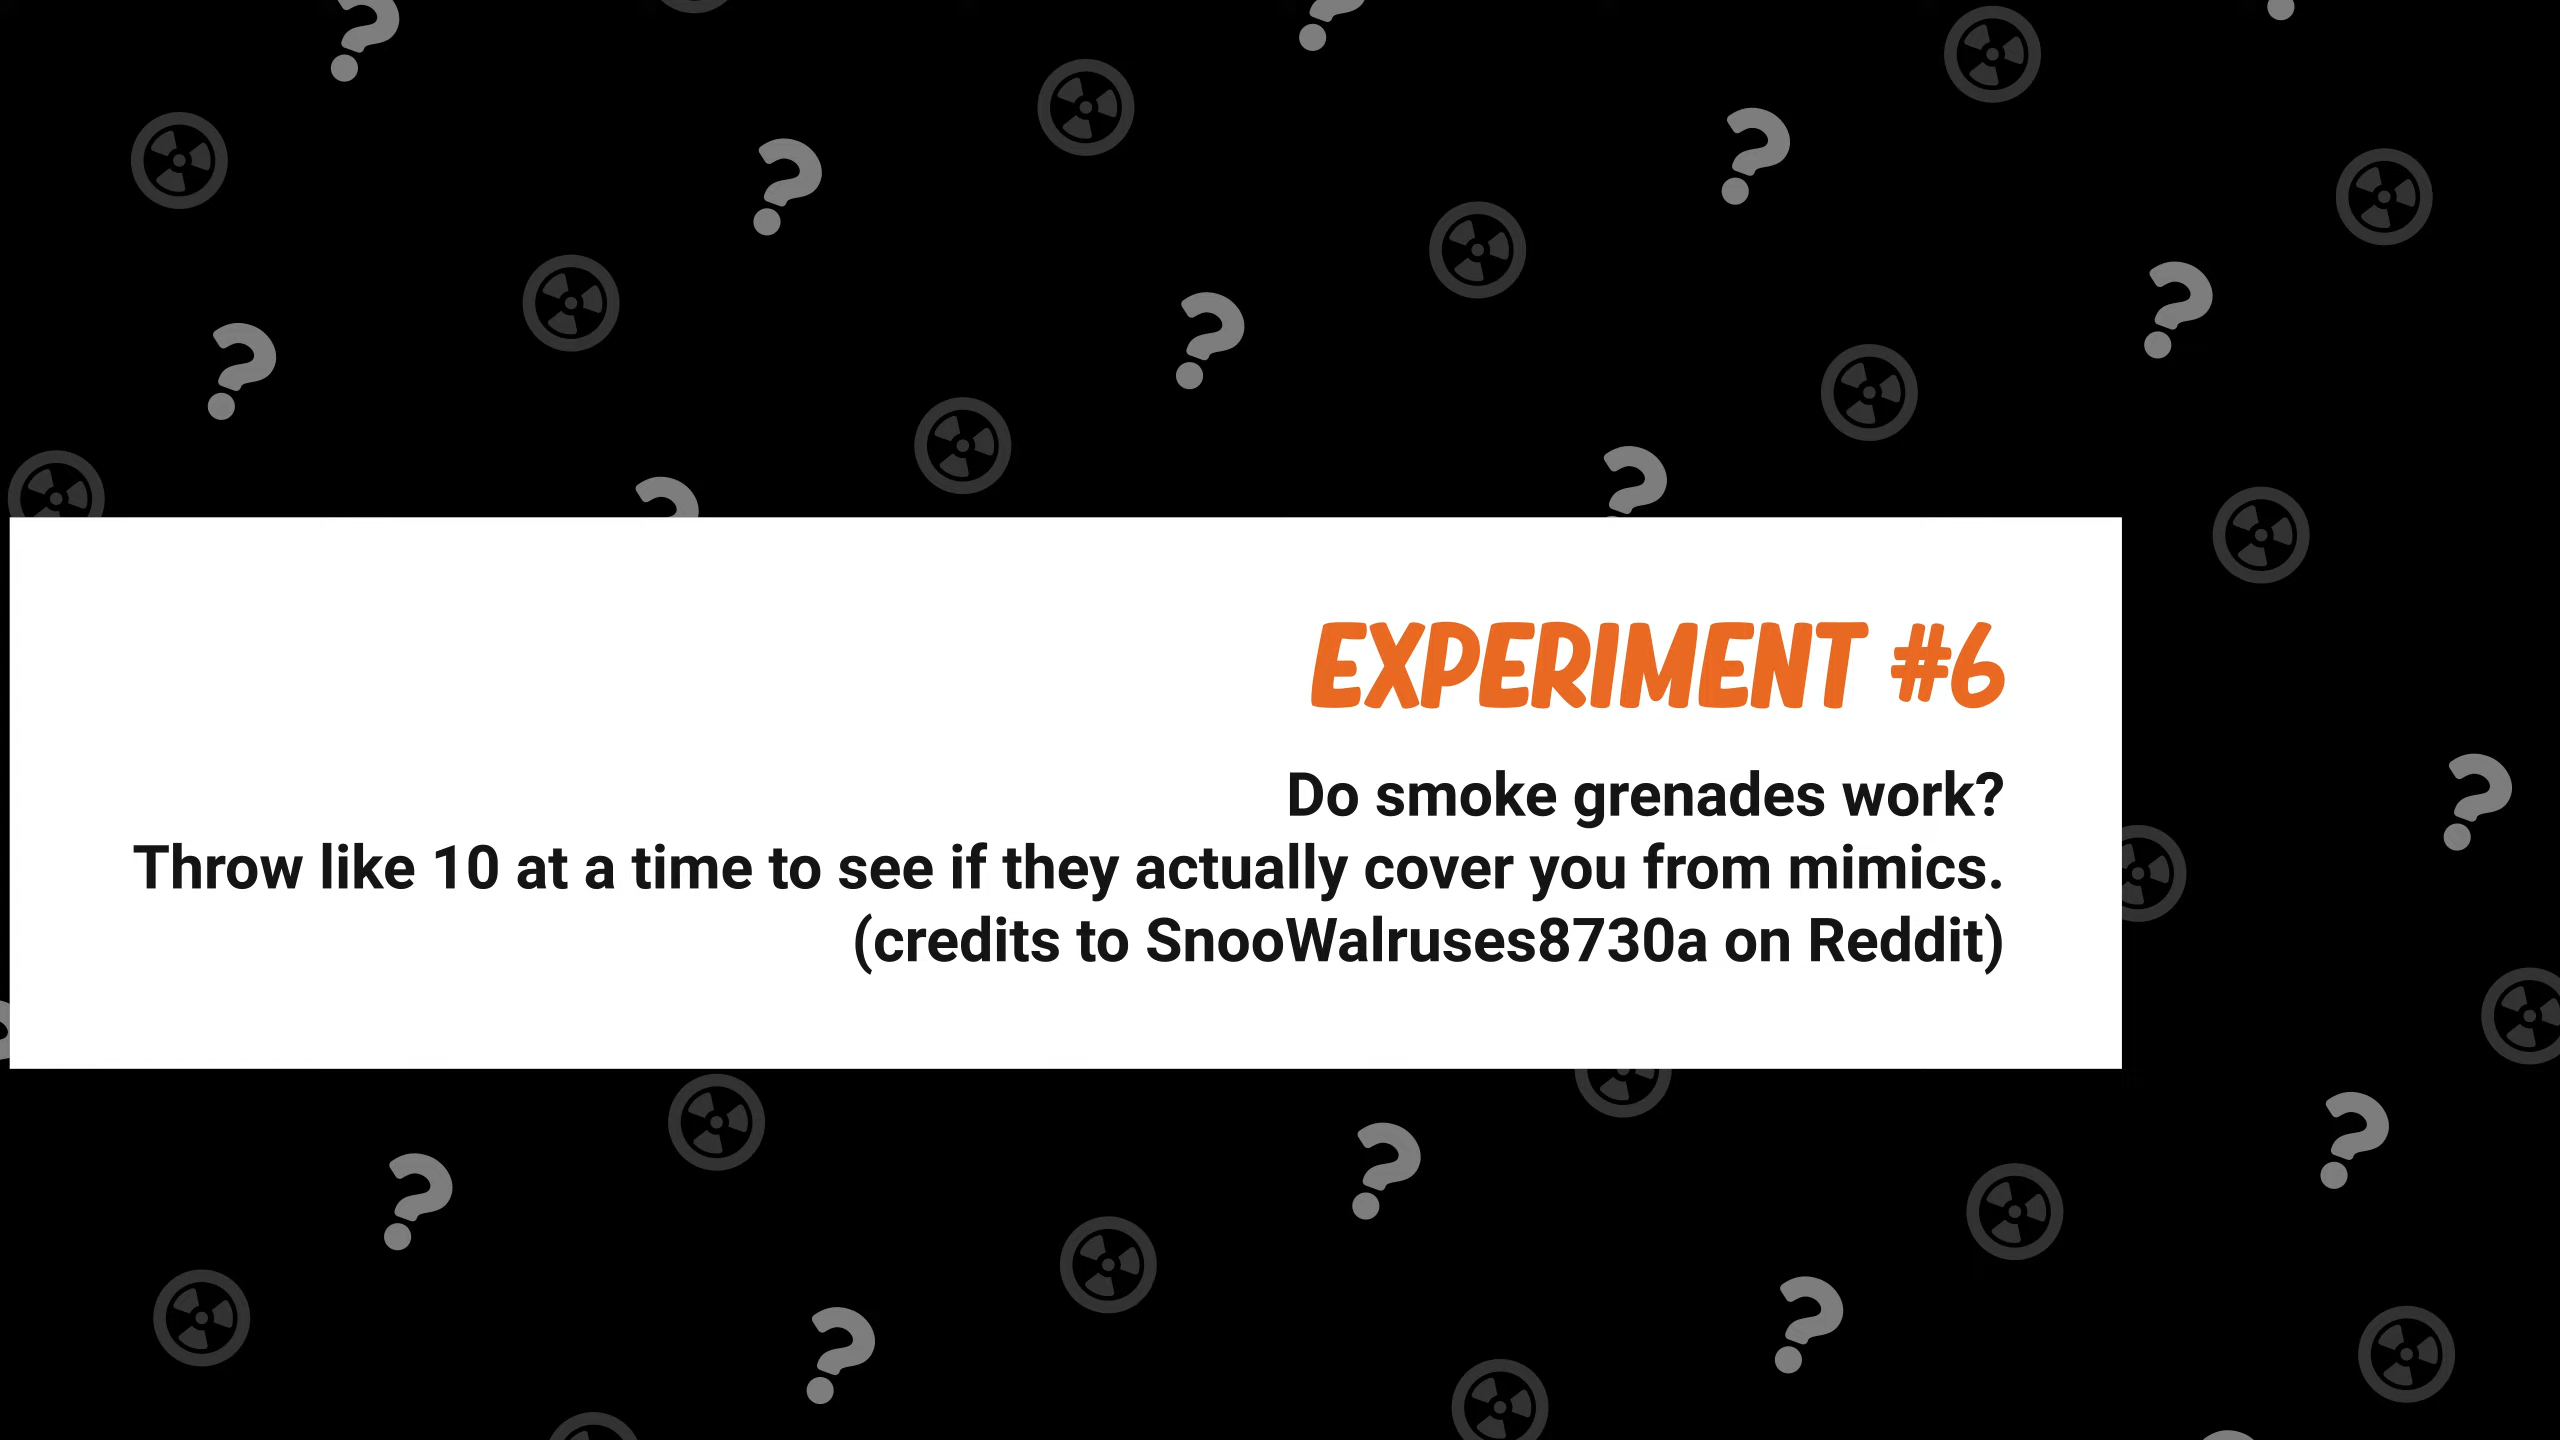 EXPERIMENT #6
Do smoke grenades work?
Throw like 10 at a time to see if they actually cover you from mimics.
(credits to SnooWalruses8730a on Reddit)